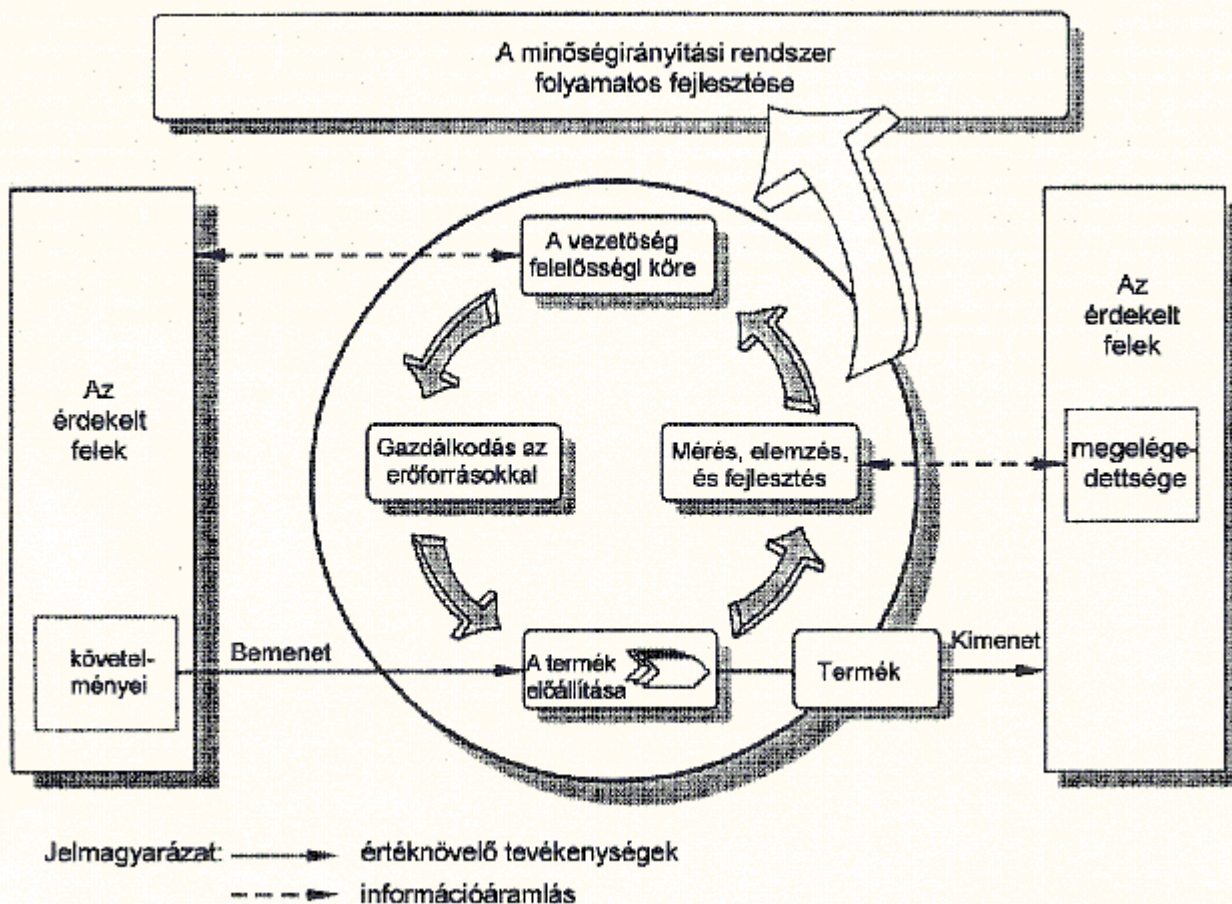 A minőségirányítási rendszer
folyamatos fejlesztése
A vezetőség
felelősségi köre
Az
érdekelt
felek
Az
érdekelt
felek
Gazdálkodás az
erőforrásokkal
Mérés, elemzés,
és fejlesztés
megelége-
dettsége
követel-
ményei
Bemenet
A termék
előállítása
Termék
Kimenet
Jelmagyarázat:
értéknövelő tevékenységek
információáramlás